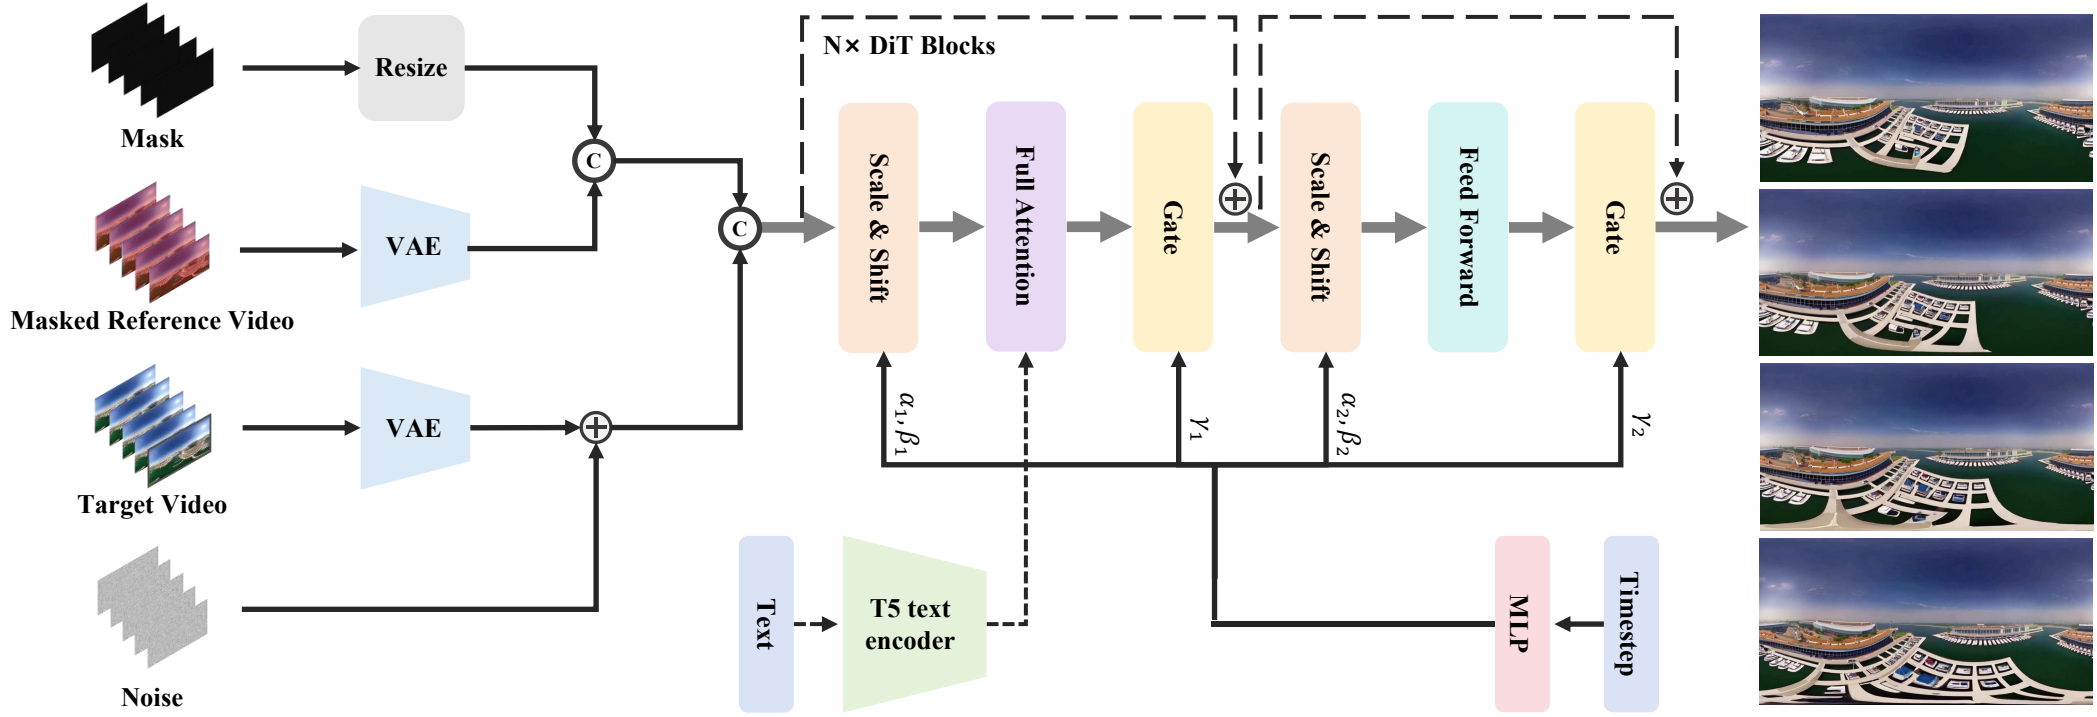 Mask
Resize
C
Masked Reference Video
VAE
C
Target Video
VAE
Noise
N× DiT Blocks
Scale & Shift
Full Attention
Gate
Scale & Shift
Feed Forward
Gate
α₁, β₁
γ₁
α₂, β₂
γ₂
Text
T5 text
encoder
MLP
Timestep